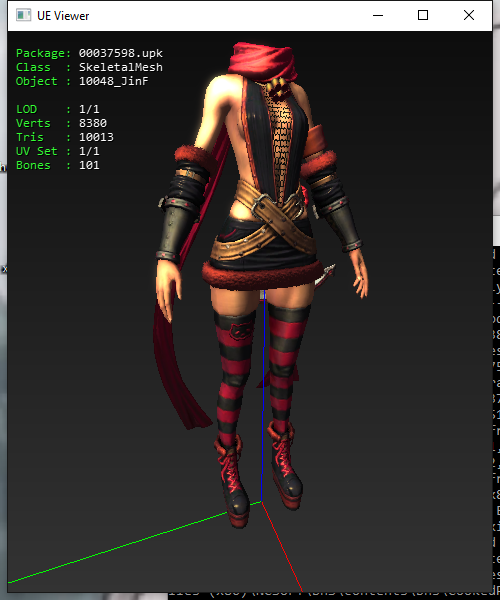 UE Viewer
Package: 00037598.upk
Class : SkeletalMesh
Object : 10048_JinF
LOD : 1/1
Verts : 8380
Tris : 10013
UV Set : 1/1
Bones : 101